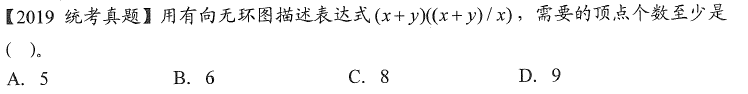 【2019 统考真题】用有向无环图描述表达式(x+y)((x+y)/x)，需要的顶点个数至少是
(  )。
A. 5  B. 6  C. 8  D. 9